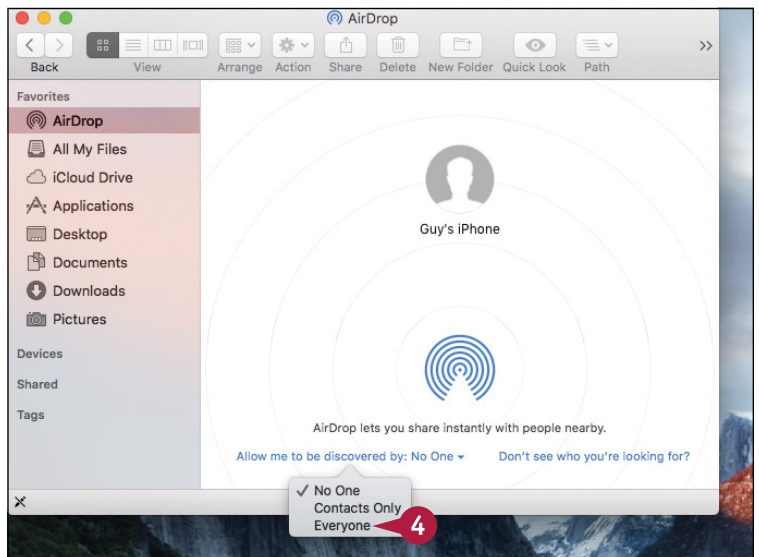 AirDrop
Back View Arrange Action Share Delete New Folder Quick Look Path
Favorites
AirDrop
All My Files
iCloud Drive
Applications
Desktop
Documents
Downloads
Pictures
Devices
Shared
Tags
Guy's iPhone
AirDrop lets you share instantly with people nearby.
Allow me to be discovered by: No One Don't see who you're looking for?
✓ No One
Contacts Only
Everyone 4